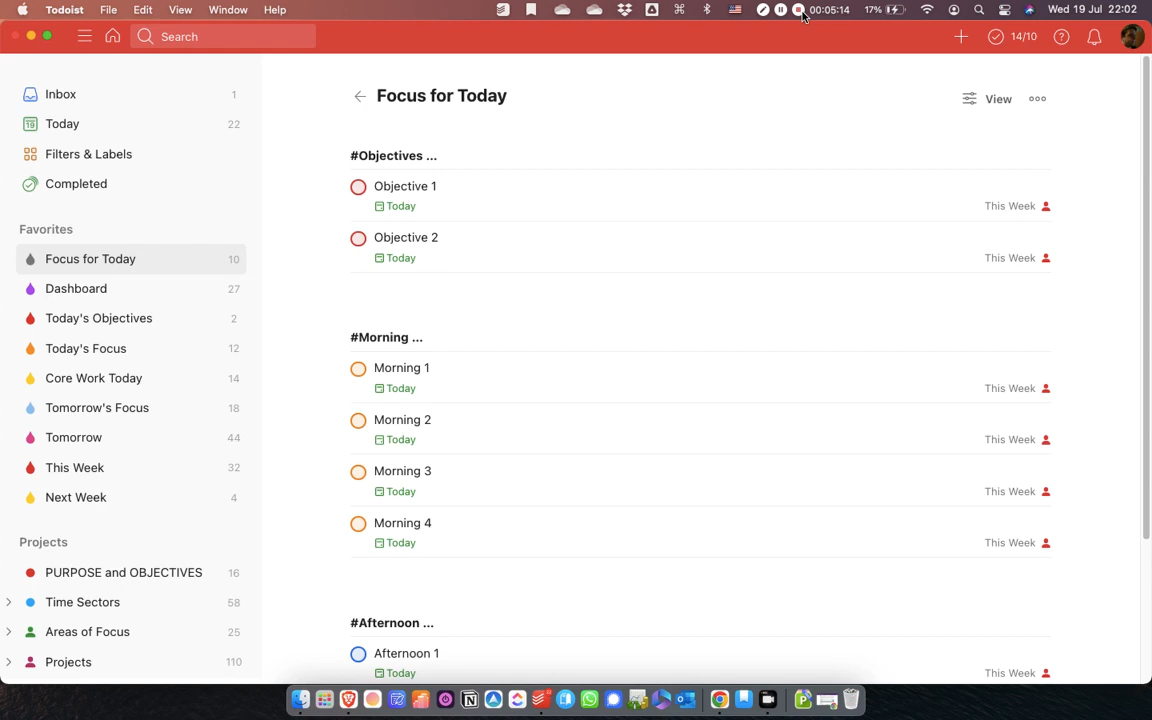 Todoist File Edit View Window Help 00:05:14 17% Wed 19 Jul 22:02
Search 14/10
Inbox 1
Today 22
Filters & Labels
Completed
Favorites
Focus for Today 10
Dashboard 27
Today's Objectives 2
Today's Focus 12
Core Work Today 14
Tomorrow's Focus 18
Tomorrow 44
This Week 32
Next Week 4
Projects
PURPOSE and OBJECTIVES 16
Time Sectors 58
Areas of Focus 25
Projects 110
Focus for Today
View
#Objectives ...
Objective 1
Today This Week
Objective 2
Today This Week
#Morning ...
Morning 1
Today This Week
Morning 2
Today This Week
Morning 3
Today This Week
Morning 4
Today This Week
#Afternoon ...
Afternoon 1
Today This Week